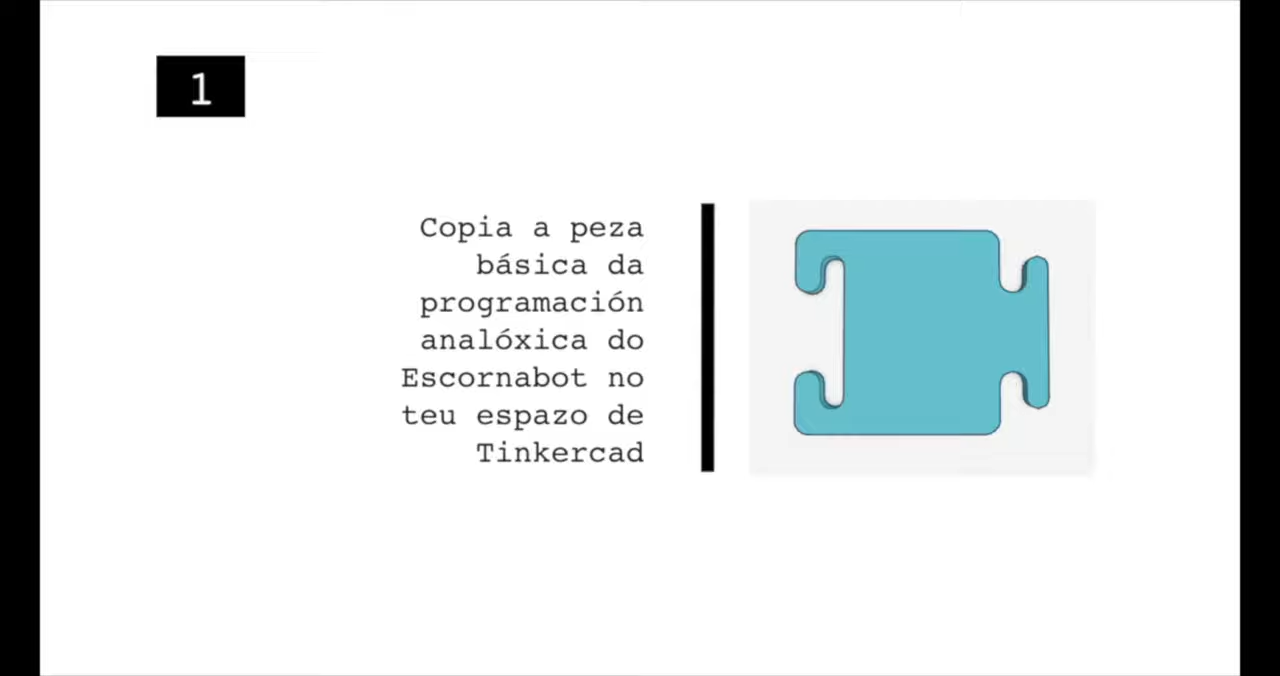 1
Copia a peza
básica da
programación
analóxica do
Escornabot no
teu espazo de
Tinkercad